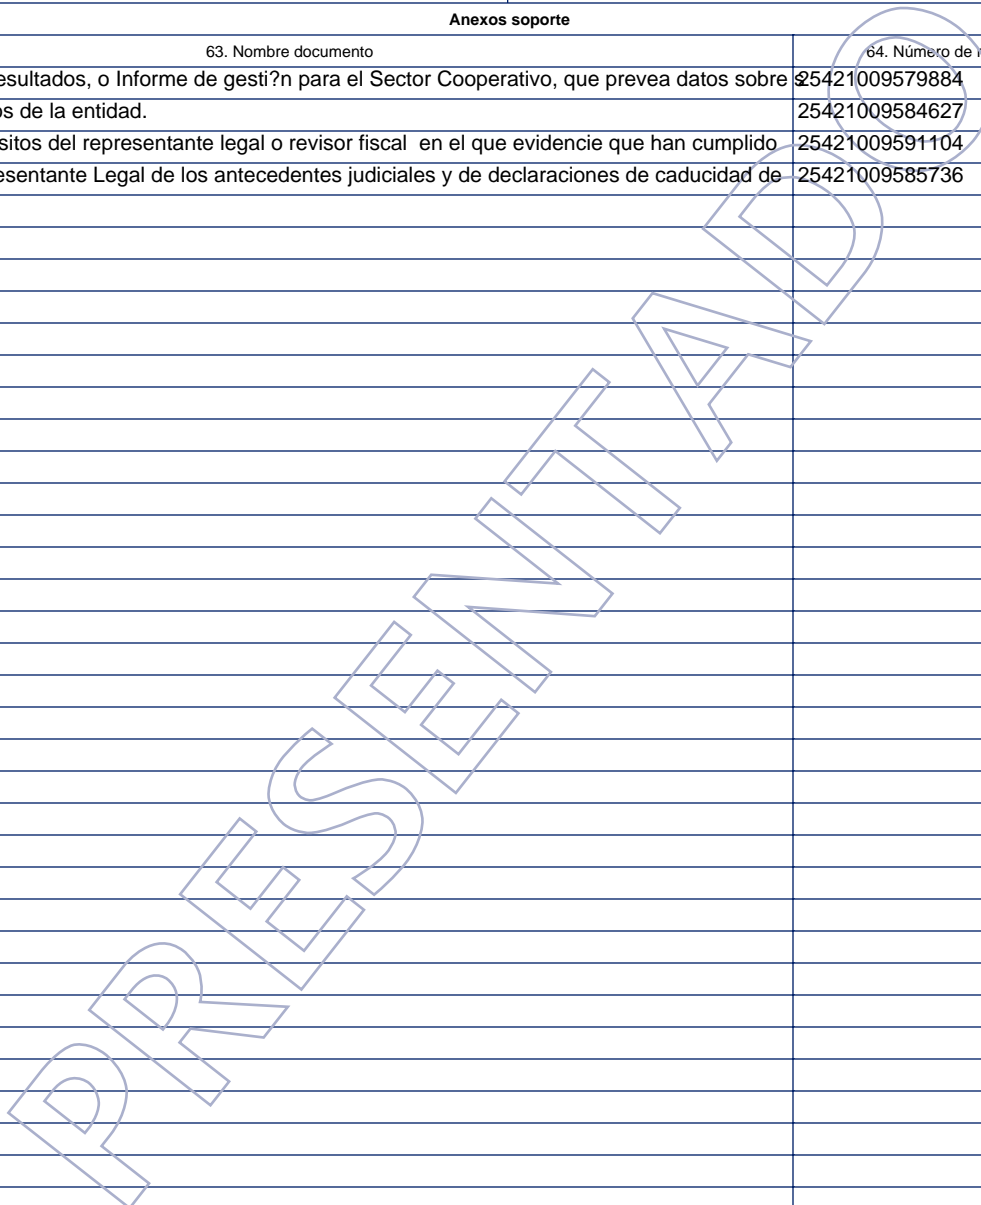 Anexos soporte
63. Nombre documento 64. Número de
esultados, o Informe de gesti?n para el Sector Cooperativo, que prevea datos sobre s 25421009579884
os de la entidad. 25421009584627
sitos del representante legal o revisor fiscal en el que evidencie que han cumplido 25421009591104
esentante Legal de los antecedentes judiciales y de declaraciones de caducidad de 25421009585736
PRESENTADO